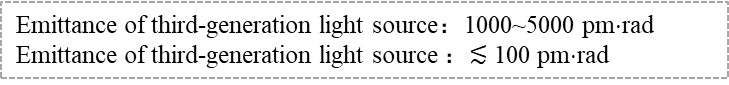 Emittance of third-generation light source：1000~5000 pm·rad
Emittance of third-generation light source：≲ 100 pm·rad